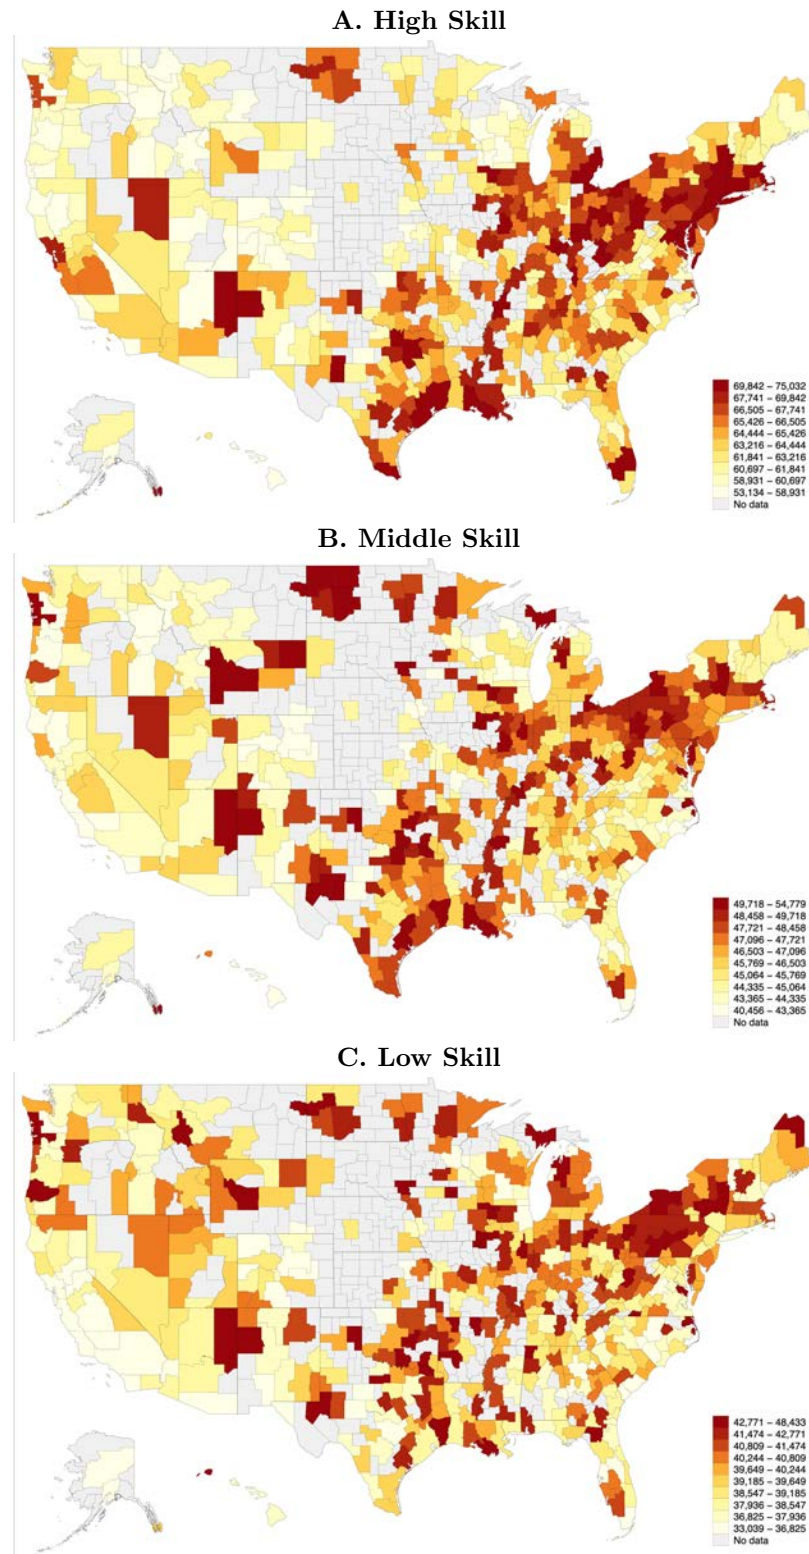 A. High Skill
69,842 – 75,032
67,741 – 69,842
66,505 – 67,741
65,426 – 66,505
64,444 – 65,426
63,216 – 64,444
61,841 – 63,216
60,697 – 61,841
58,931 – 60,697
53,134 – 58,931
No data
B. Middle Skill
49,718 – 54,779
48,458 – 49,718
47,721 – 48,458
47,096 – 47,721
46,503 – 47,096
45,769 – 46,503
45,064 – 45,769
44,335 – 45,064
43,365 – 44,335
40,456 – 43,365
No data
C. Low Skill
42,771 – 48,433
41,474 – 42,771
40,809 – 41,474
40,244 – 40,809
39,649 – 40,244
39,185 – 39,649
38,547 – 39,185
37,936 – 38,547
36,825 – 37,936
33,039 – 36,825
No data